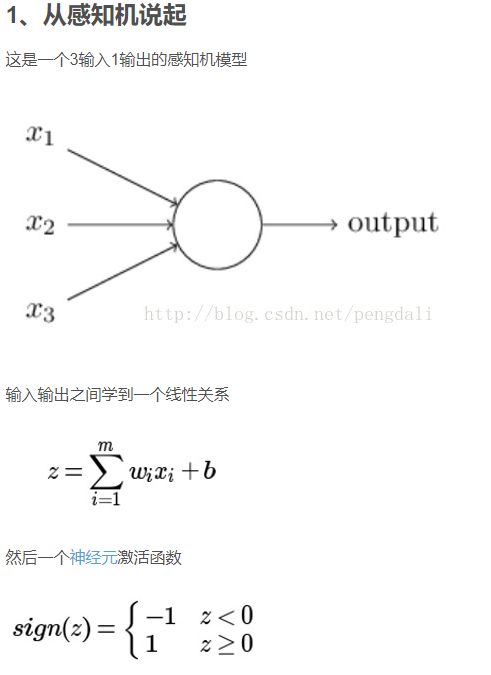 1、从感知机说起
这是一个3输入1输出的感知机模型
x₁
x₂
output
x₃
http://blog.csdn.net/pengdali
输入输出之间学到一个线性关系
z = ∑_{i=1}^{m} wᵢxᵢ + b
然后一个神经元激活函数
sign(z) = { −1 z < 0
1 z ≥ 0